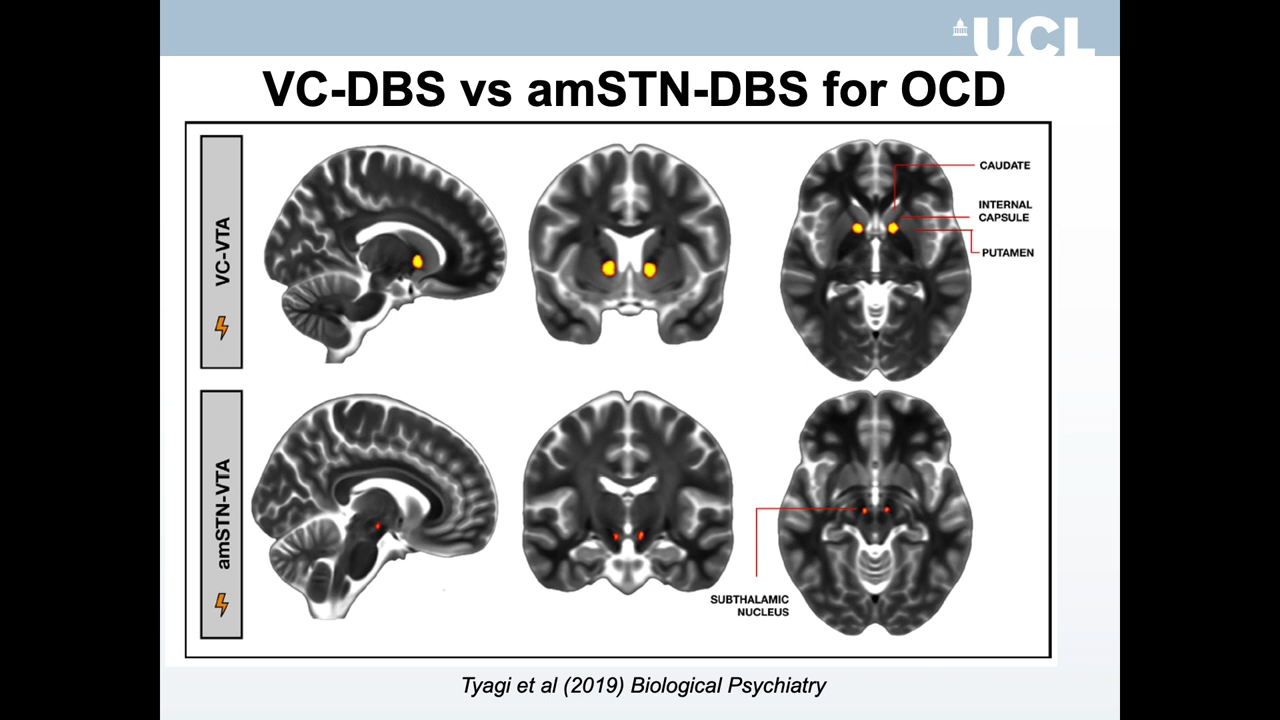 UCL
VC-DBS vs amSTN-DBS for OCD
VC-VTA
CAUDATE
INTERNAL
CAPSULE
PUTAMEN
amSTN-VTA
SUBTHALAMIC
NUCLEUS
Tyagi et al (2019) Biological Psychiatry